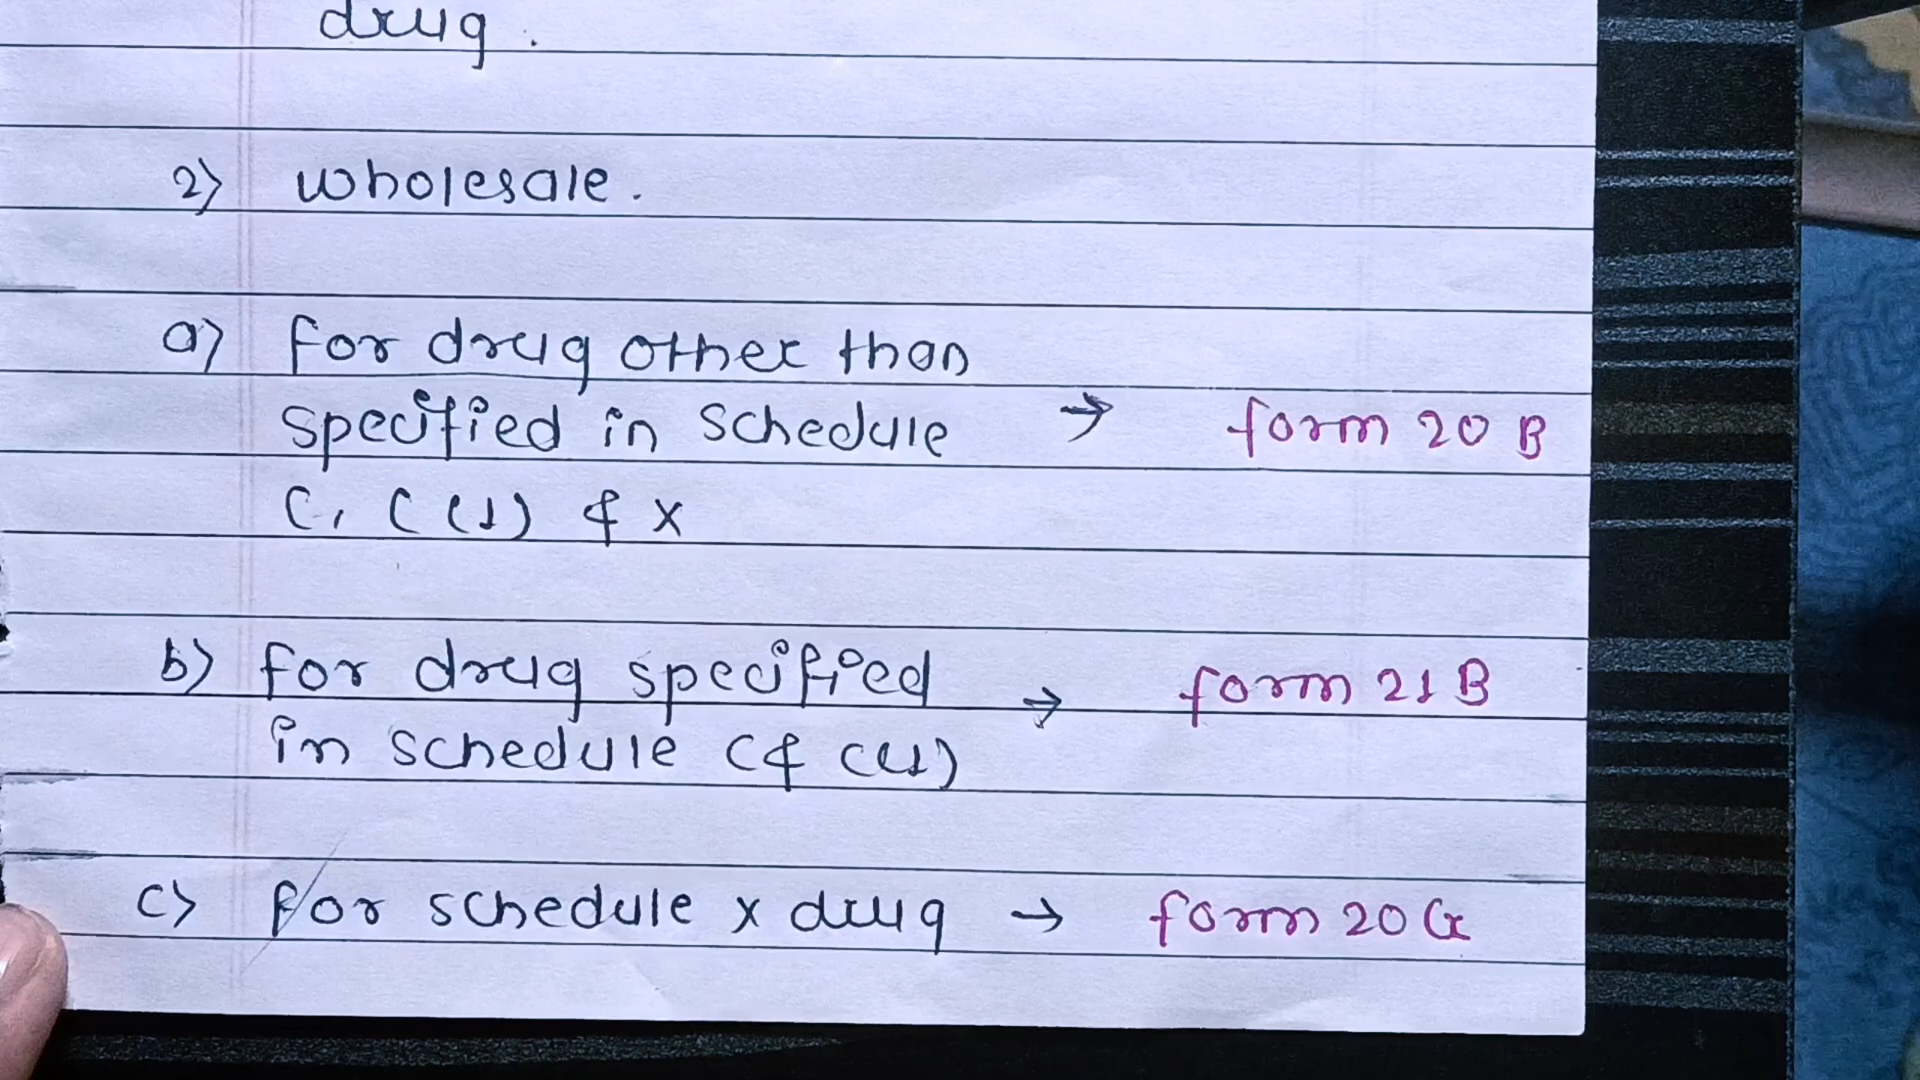 drug.
2) wholesale.
a) for drug other than
specified in schedule → form 20 B
C, C (1) & X
b) for drug specified → form 21 B
in schedule C & C(1)
c) for schedule x drug → form 20 G